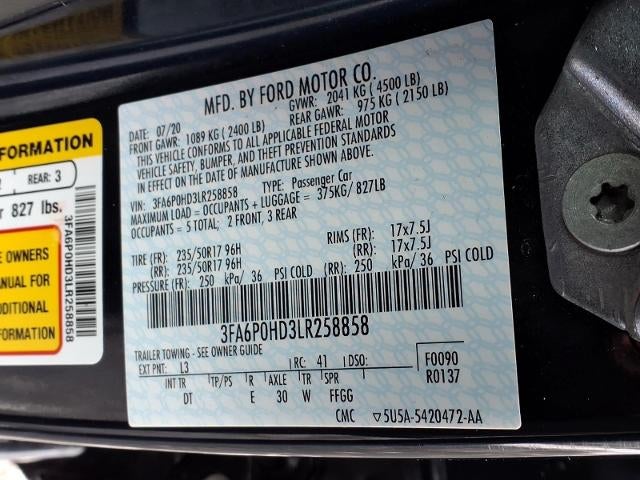 FORMATION
REAR: 3
827 lbs.
E OWNERS
ANUAL FOR
DDITIONAL
FORMATION
3FA6P0HD3LR258858
MFD. BY FORD MOTOR CO.
07/20
GVWR: 2041 KG ( 4500 LB)
FRONT GAWR: 1089 KG ( 2400 LB)
REAR GAWR: 975 KG ( 2150 LB)
THIS VEHICLE CONFORMS TO ALL APPLICABLE FEDERAL MOTOR
VEHICLE SAFETY, BUMPER, AND THEFT PREVENTION STANDARDS
IN EFFECT ON THE DATE OF MANUFACTURE SHOWN ABOVE.
VIN: 3FA6P0HD3LR258858 TYPE: Passenger Car
MAXIMUM LOAD = OCCUPANTS + LUGGAGE = 375KG/ 827LB
OCCUPANTS = 5 TOTAL; 2 FRONT, 3 REAR
TIRE (FR): 235/50R17 96H RIMS (FR): 17x7.5J
(RR): 235/50R17 96H (RR): 17x7.5J
PRESSURE (FR): 250 kPa/ 36 PSI COLD (RR): 250 kPa/ 36 PSI COLD
3FA6P0HD3LR258858
TRAILER TOWING - SEE OWNER GUIDE
EXT PNT: L3 RC: 41 DSO: F0090
INT TR TP/PS R AXLE TR SPR R0137
DT E 30 W FFGG
CMC ▽5U5A-5420472-AA